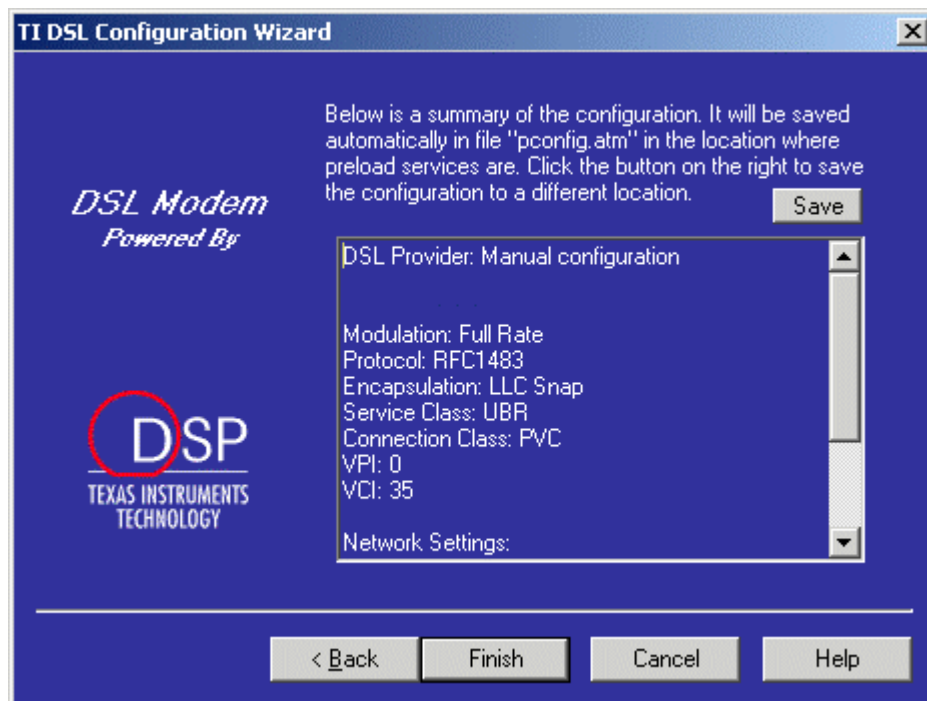 TI DSL Configuration Wizard
Below is a summary of the configuration. It will be saved
automatically in file "pconfig.atm" in the location where
preload services are. Click the button on the right to save
the configuration to a different location.
Save
DSL Modem
Powered By
DSL Provider: Manual configuration
Modulation: Full Rate
Protocol: RFC1483
Encapsulation: LLC Snap
Service Class: UBR
Connection Class: PVC
VPI: 0
VCI: 35
Network Settings:
DSP
TEXAS INSTRUMENTS
TECHNOLOGY
< Back
Finish
Cancel
Help